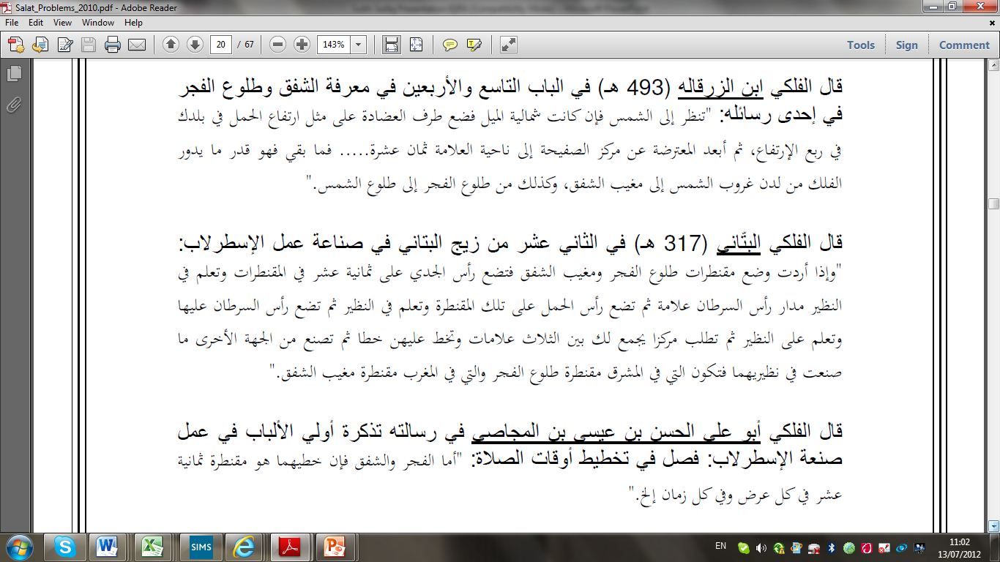 Salat_Problems_2010.pdf - Adobe Reader
File Edit View Window Help
20 / 67 143% Tools Sign Comment
قال الفلكي ابن الزرقاله (493 هـ) في الباب التاسع والأربعين في معرفة الشفق وطلوع الفجر
في إحدى رسائله: "تنظر إلى الشمس فإن كانت شمالية الميل فضع طرف العضادة على مثل ارتفاع الحمل في بلدك
في ربع الإرتفاع، ثم أبعد المعترضة عن مركز الصفيحة إلى ناحية العلامة ثمان عشرة..... فما بقي فهو قدر ما يدور
الفلك من لدن غروب الشمس إلى مغيب الشفق، وكذلك من طلوع الفجر إلى طلوع الشمس."
قال الفلكي البتّاني (317 هـ) في الثاني عشر من زيج البتاني في صناعة عمل الإسطرلاب:
"وإذا أردت وضع مقنطرات طلوع الفجر ومغيب الشفق فتضع رأس الجدي على ثمانية عشر في المقنطرات وتعلم في
النظير مدار رأس السرطان علامة ثم تضع رأس الحمل على تلك المقنطرة وتعلم في النظير ثم تضع رأس السرطان عليها
وتعلم على النظير ثم تطلب مركزا يجمع لك بين الثلاث علامات وتخط عليهن خطا ثم تصنع من الجهة الأخرى ما
صنعت في نظيريهما فتكون التي في المشرق مقنطرة طلوع الفجر والتي في المغرب مقنطرة مغيب الشفق."
قال الفلكي أبو علي الحسن بن عيسى بن المجاصي في رسالته تذكرة أولي الألباب في عمل
صنعة الإسطرلاب: فصل في تخطيط أوقات الصلاة: "أما الفجر والشفق فإن خطيهما هو مقنطرة ثمانية
عشر في كل عرض وفي كل زمان إلخ."
SIMS EN 11:02
13/07/2012